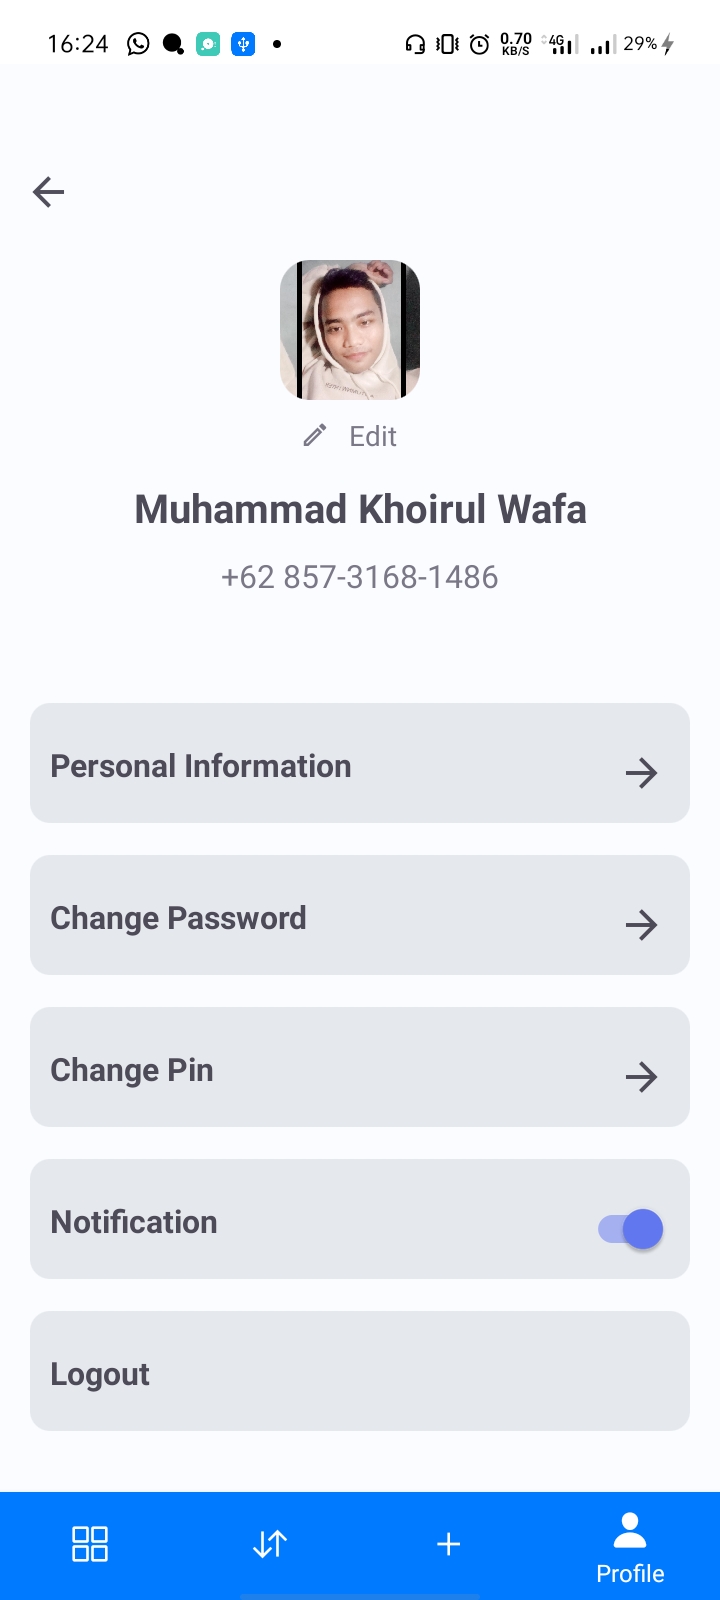 16:24
0.70
KB/S
4G
29%
Edit
Muhammad Khoirul Wafa
+62 857-3168-1486
Personal Information
Change Password
Change Pin
Notification
Logout
Profile